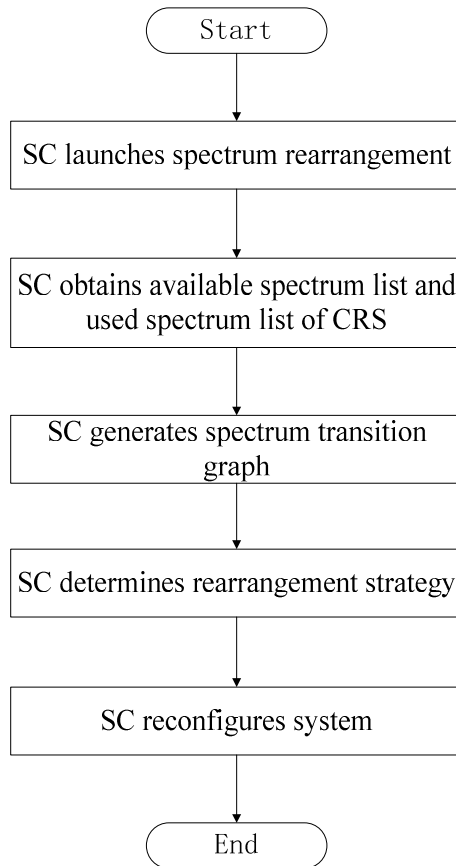 Start
SC launches spectrum rearrangement
SC obtains available spectrum list and
used spectrum list of CRS
SC generates spectrum transition
graph
SC determines rearrangement strategy
SC reconfigures system
End